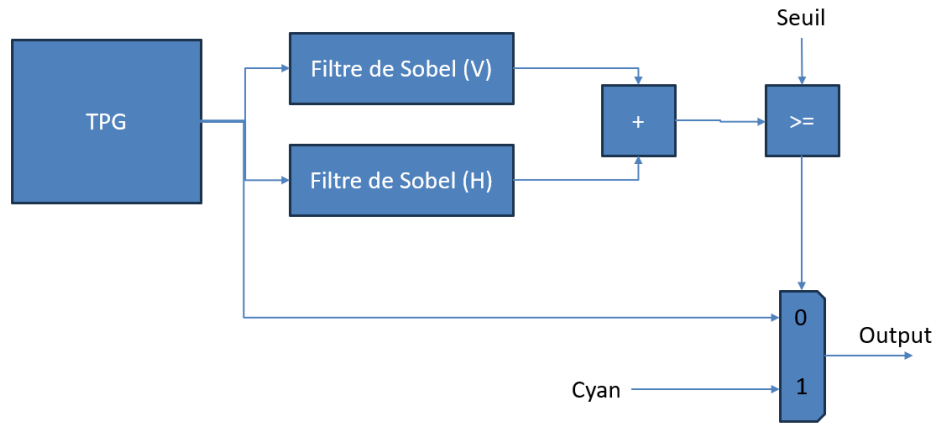 Seuil
Filtre de Sobel (V)
TPG
+
>=
Filtre de Sobel (H)
0
Output
1
Cyan